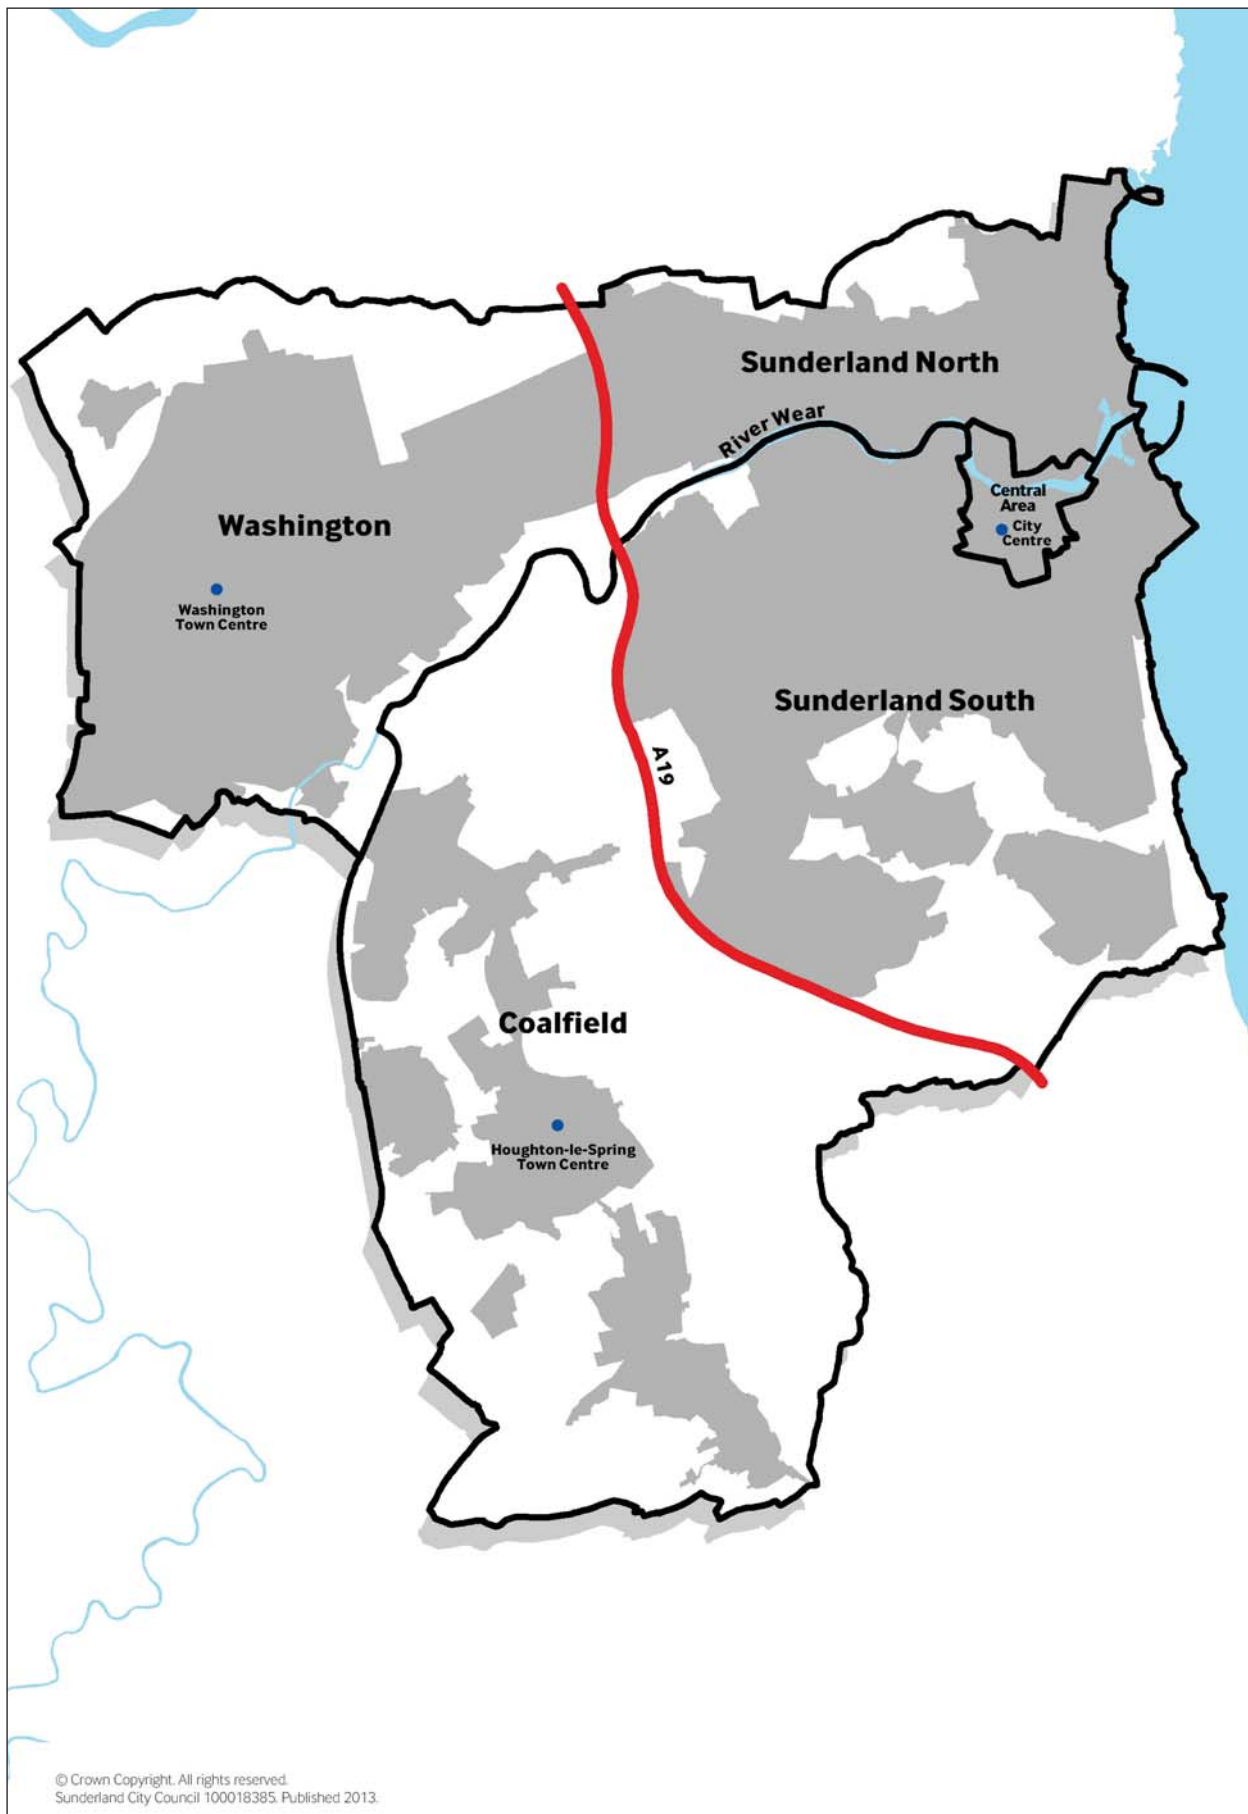 Sunderland North
River Wear
Central
Area
City
Centre
Washington
Washington
Town Centre
Sunderland South
A19
Coalfield
Houghton-le-Spring
Town Centre
© Crown Copyright. All rights reserved.
Sunderland City Council 100018385. Published 2013.